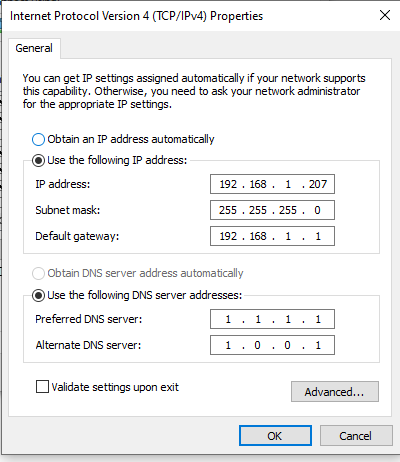 Internet Protocol Version 4 (TCP/IPv4) Properties
General
You can get IP settings assigned automatically if your network supports
this capability. Otherwise, you need to ask your network administrator
for the appropriate IP settings.
Obtain an IP address automatically
Use the following IP address:
IP address: 192 . 168 . 1 . 207
Subnet mask: 255 . 255 . 255 . 0
Default gateway: 192 . 168 . 1 . 1
Obtain DNS server address automatically
Use the following DNS server addresses:
Preferred DNS server: 1 . 1 . 1 . 1
Alternate DNS server: 1 . 0 . 0 . 1
Validate settings upon exit
Advanced...
OK Cancel